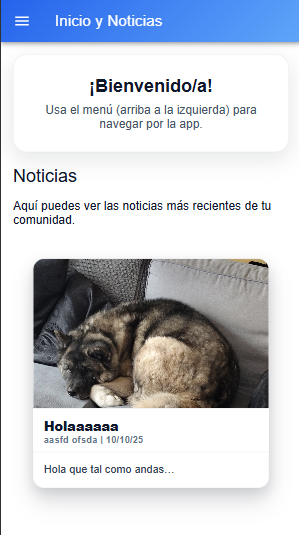 Inicio y Noticias
¡Bienvenido/a!
Usa el menú (arriba a la izquierda) para
navegar por la app.
Noticias
Aquí puedes ver las noticias más recientes de tu
comunidad.
Holaaaaaa
aasfd ofsda | 10/10/25
Hola que tal como andas...